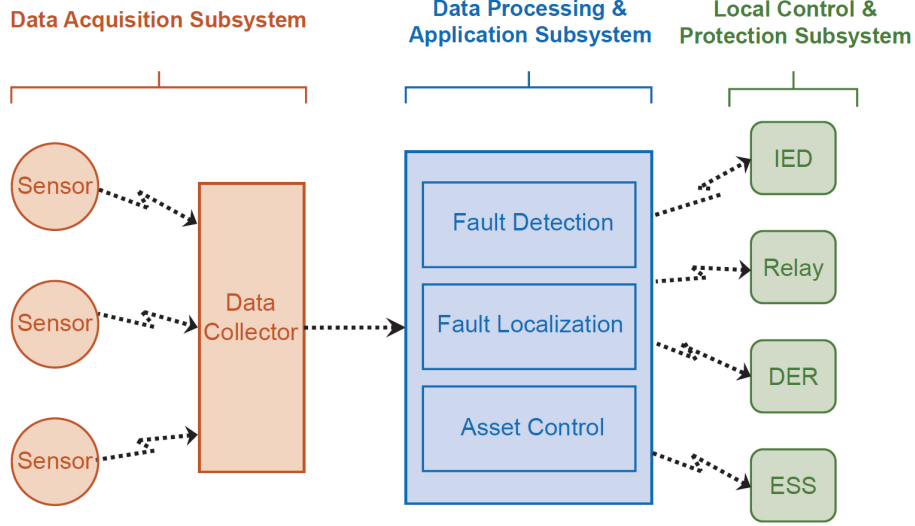 Data Acquisition Subsystem
Data Processing &
Application Subsystem
Local Control &
Protection Subsystem
Sensor
Sensor
Sensor
Data
Collector
Fault Detection
Fault Localization
Asset Control
IED
Relay
DER
ESS